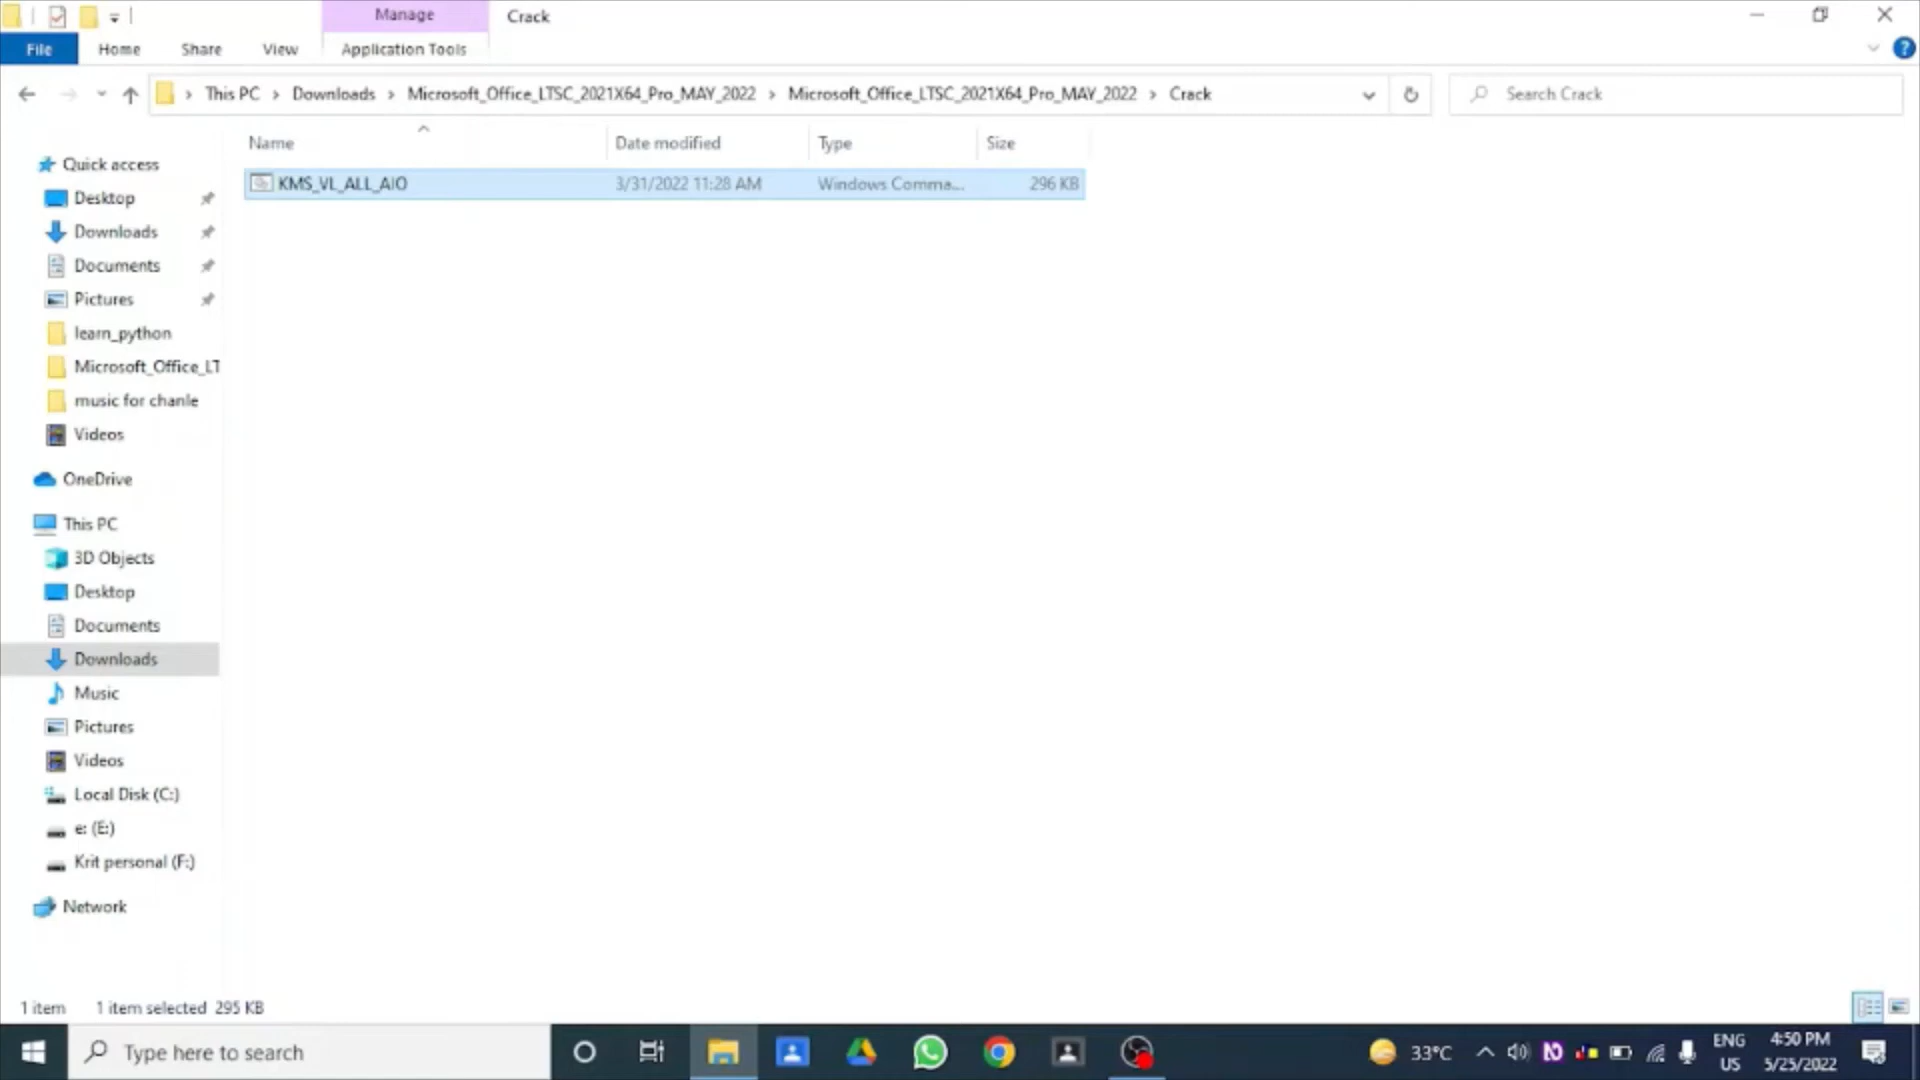 Manage
Crack
File
Home
Share
View
Application Tools
This PC
Downloads
Microsoft_Office_LTSC_2021X64_Pro_MAY_2022
Microsoft_Office_LTSC_2021X64_Pro_MAY_2022
Crack
Search Crack
Name
Date modified
Type
Size
KMS_VL_ALL_AIO
3/31/2022 11:28 AM
Windows Comma...
296 KB
Quick access
Desktop
Downloads
Documents
Pictures
learn_python
Microsoft_Office_LT
music for chanle
Videos
OneDrive
This PC
3D Objects
Desktop
Documents
Downloads
Music
Pictures
Videos
Local Disk (C:)
e: (E:)
Krit personal (F:)
Network
1 item
1 item selected 295 KB
Type here to search
33°C
ENG
US
4:50 PM
5/25/2022